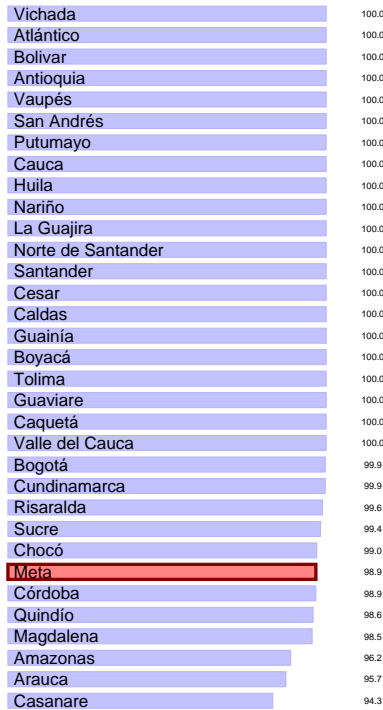 Vichada 100.0
Atlántico 100.0
Bolivar 100.0
Antioquia 100.0
Vaupés 100.0
San Andrés 100.0
Putumayo 100.0
Cauca 100.0
Huila 100.0
Nariño 100.0
La Guajira 100.0
Norte de Santander 100.0
Santander 100.0
Cesar 100.0
Caldas 100.0
Guainía 100.0
Boyacá 100.0
Tolima 100.0
Guaviare 100.0
Caquetá 100.0
Valle del Cauca 100.0
Bogotá 99.9
Cundinamarca 99.9
Risaralda 99.6
Sucre 99.4
Chocó 99.0
Meta 98.9
Córdoba 98.9
Quindío 98.6
Magdalena 98.5
Amazonas 96.2
Arauca 95.7
Casanare 94.3